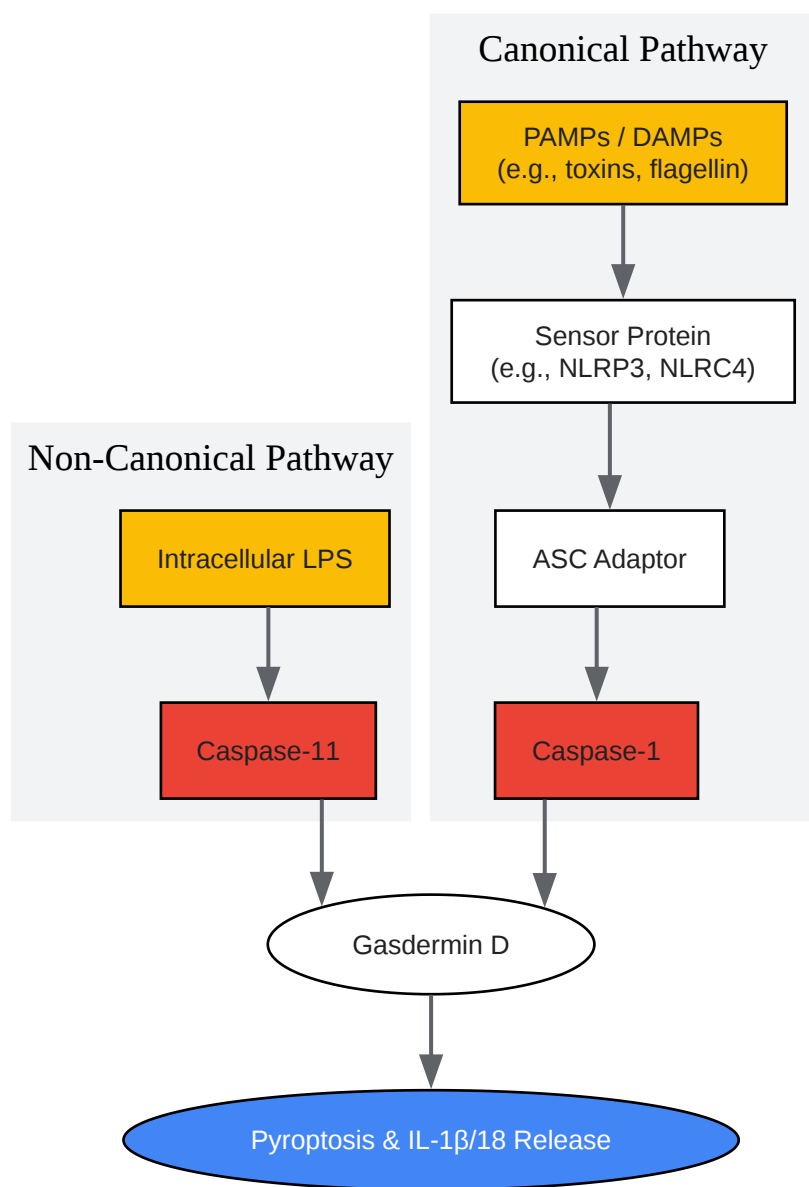 Canonical Pathway
PAMPs / DAMPs
(e.g., toxins, flagellin)
Sensor Protein
(e.g., NLRP3, NLRC4)
Non-Canonical Pathway
Intracellular LPS
ASC Adaptor
Caspase-11
Caspase-1
Gasdermin D
Pyroptosis & IL-1β/18 Release